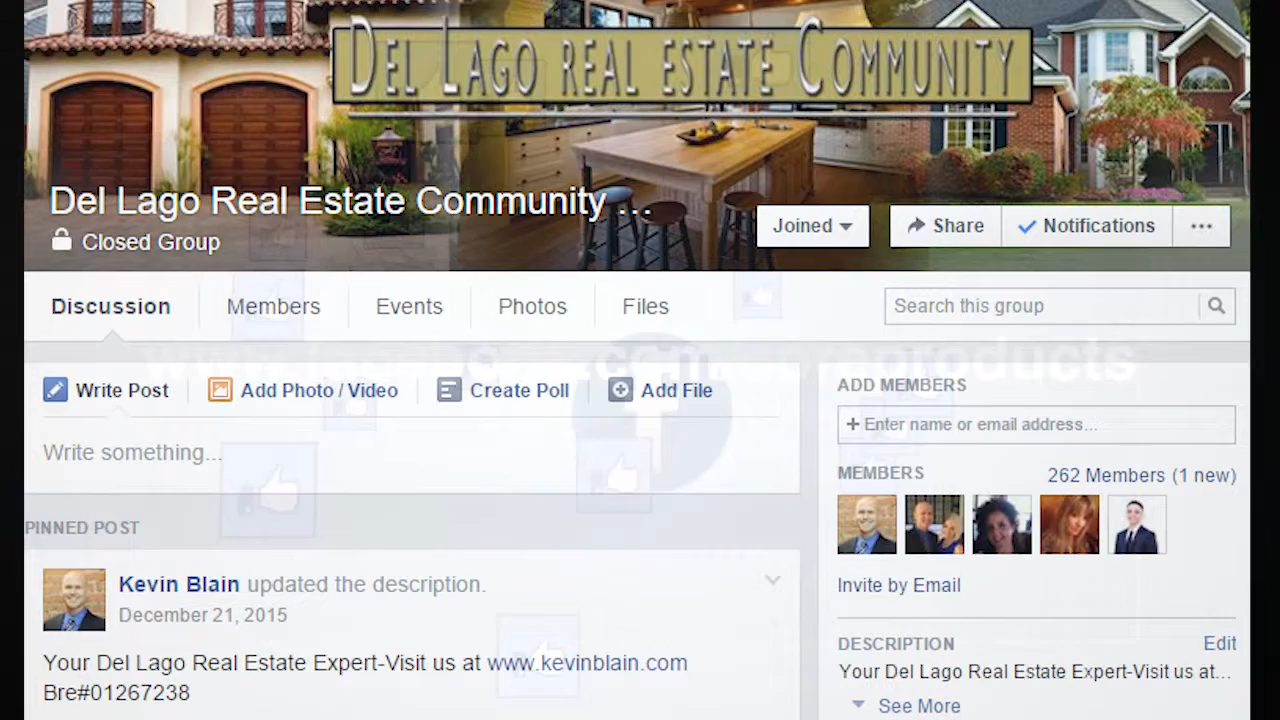 DEL LAGO REAL ESTATE COMMUNITY
Del Lago Real Estate Community ...
Closed Group
Joined
Share
Notifications
Discussion
Members
Events
Photos
Files
Search this group
products
Write Post
Add Photo / Video
Create Poll
Add File
Write something...
ADD MEMBERS
+ Enter name or email address...
MEMBERS
262 Members (1 new)
Invite by Email
PINNED POST
Kevin Blain updated the description.
December 21, 2015
Your Del Lago Real Estate Expert-Visit us at www.kevinblain.com
Bre#01267238
DESCRIPTION
Edit
Your Del Lago Real Estate Expert-Visit us at...
See More